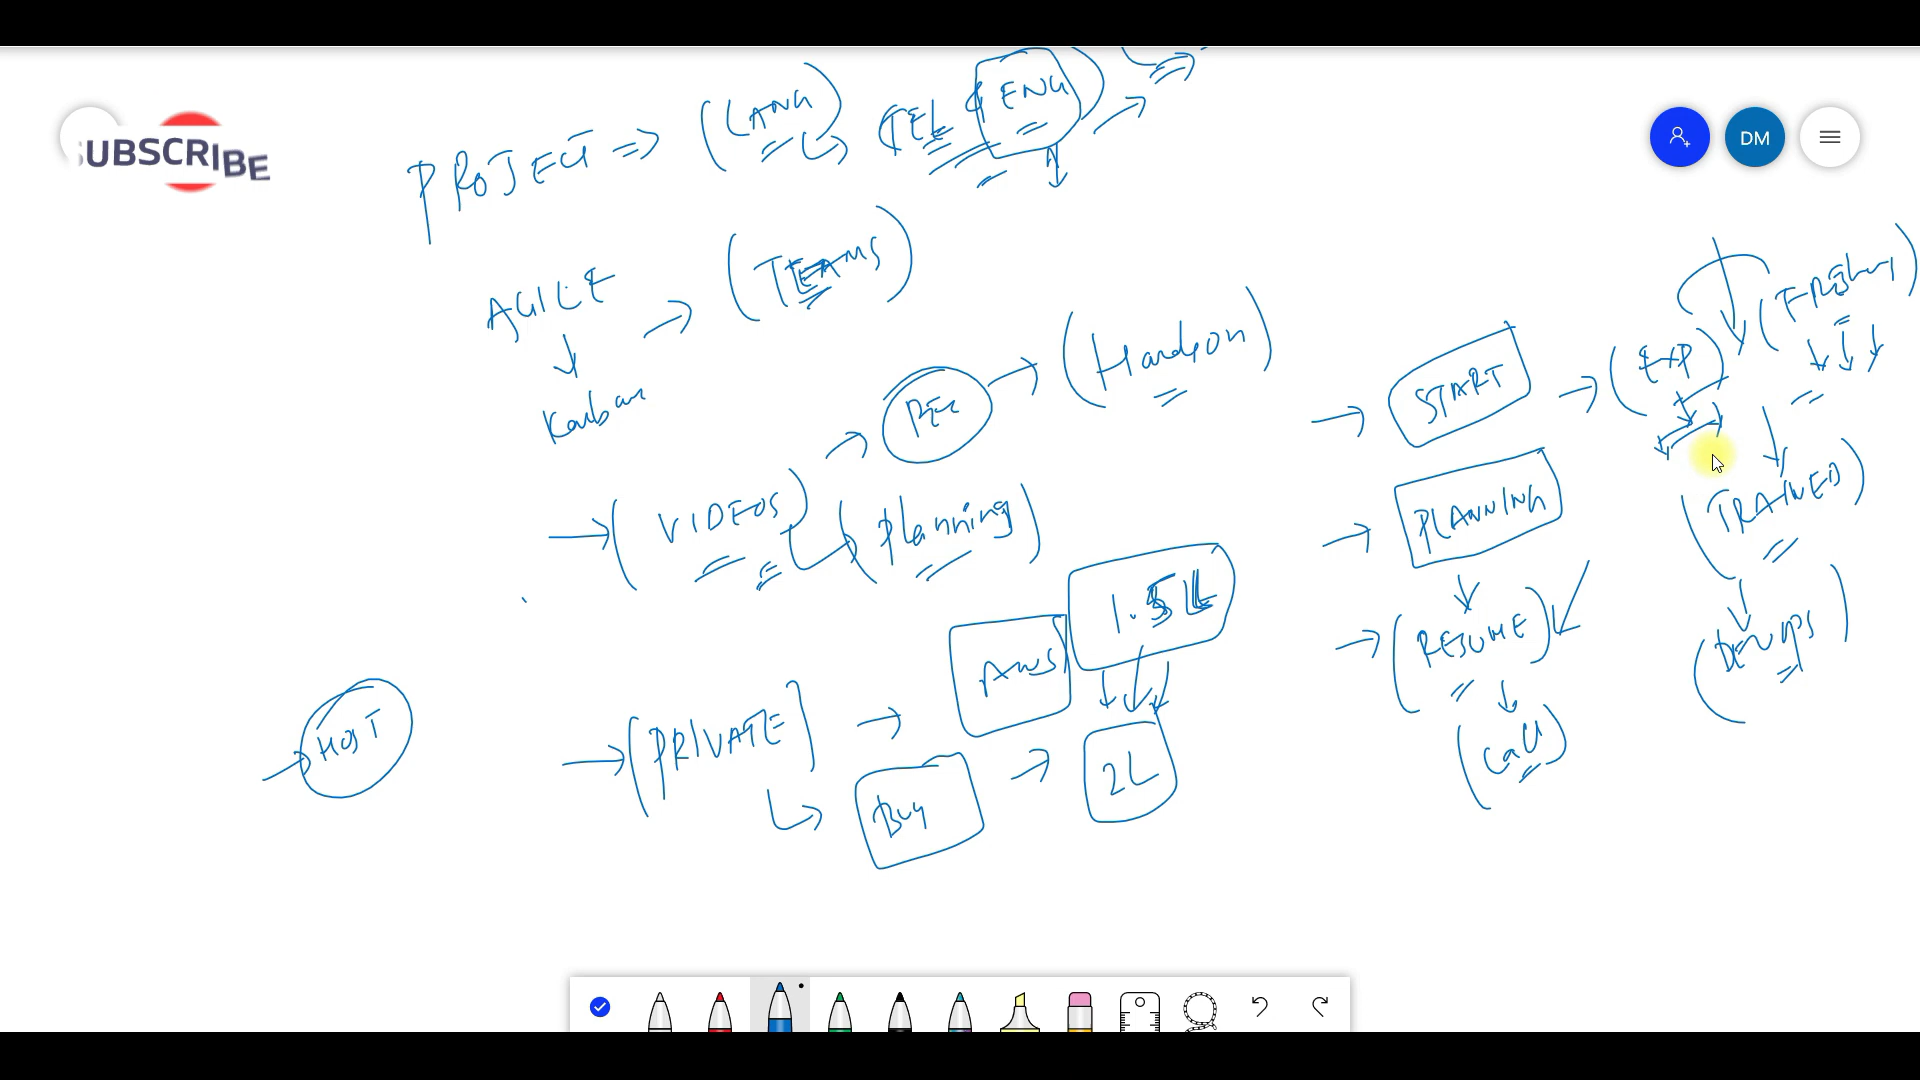 SUBSCRIBE
DM
PROJECT => (LANG) (TEL & ENG)
AGILE → (TEAMS)
Kanban
REC → (Handson)
→ START → (EXP) (FRESHERS)
→ (VIDEOS) (Planning)
→ PLANNING (TRAINED)
→ (RESUME) (DEVOPS)
(Call)
→ HOST
→ (PRIVATE) → AWS 1.5L
Buy → 2L